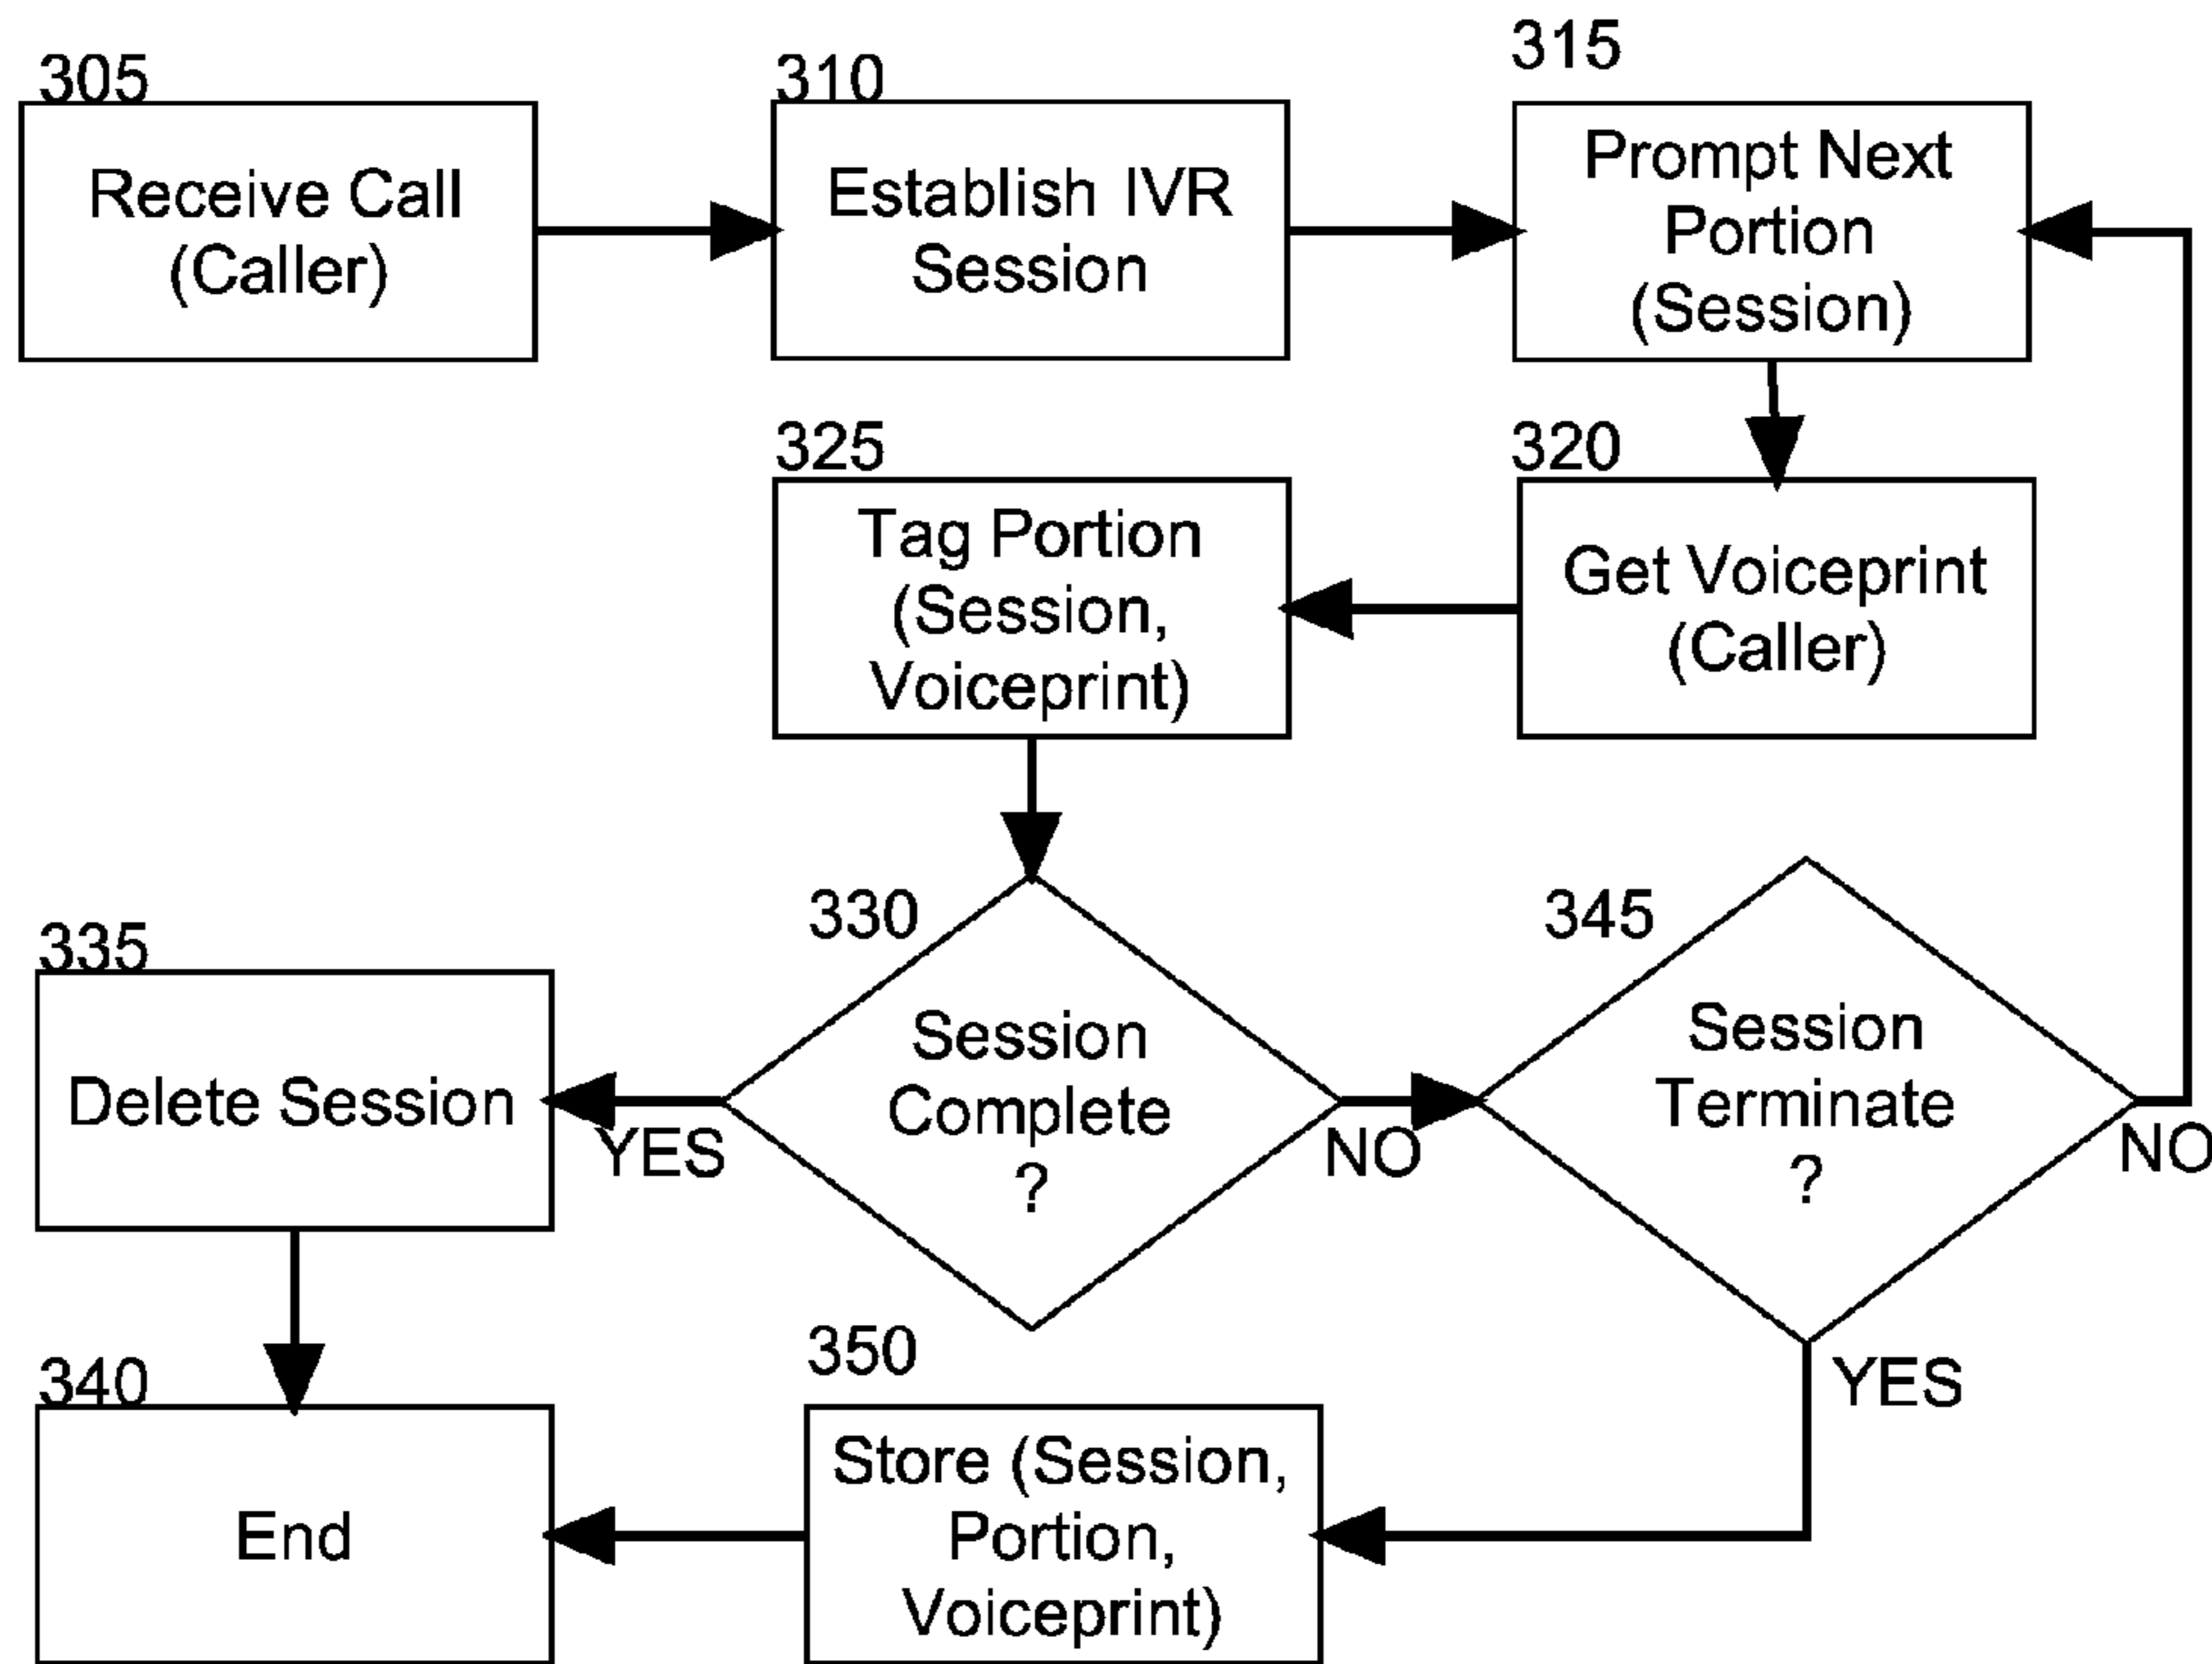 305
Receive Call
(Caller)
310
Establish IVR
Session
315
Prompt Next
Portion
(Session)
325
Tag Portion
(Session,
Voiceprint)
320
Get Voiceprint
(Caller)
335
Delete Session
330
Session
Complete
?
YES
NO
345
Session
Terminate
?
NO
YES
340
End
350
Store (Session,
Portion,
Voiceprint)